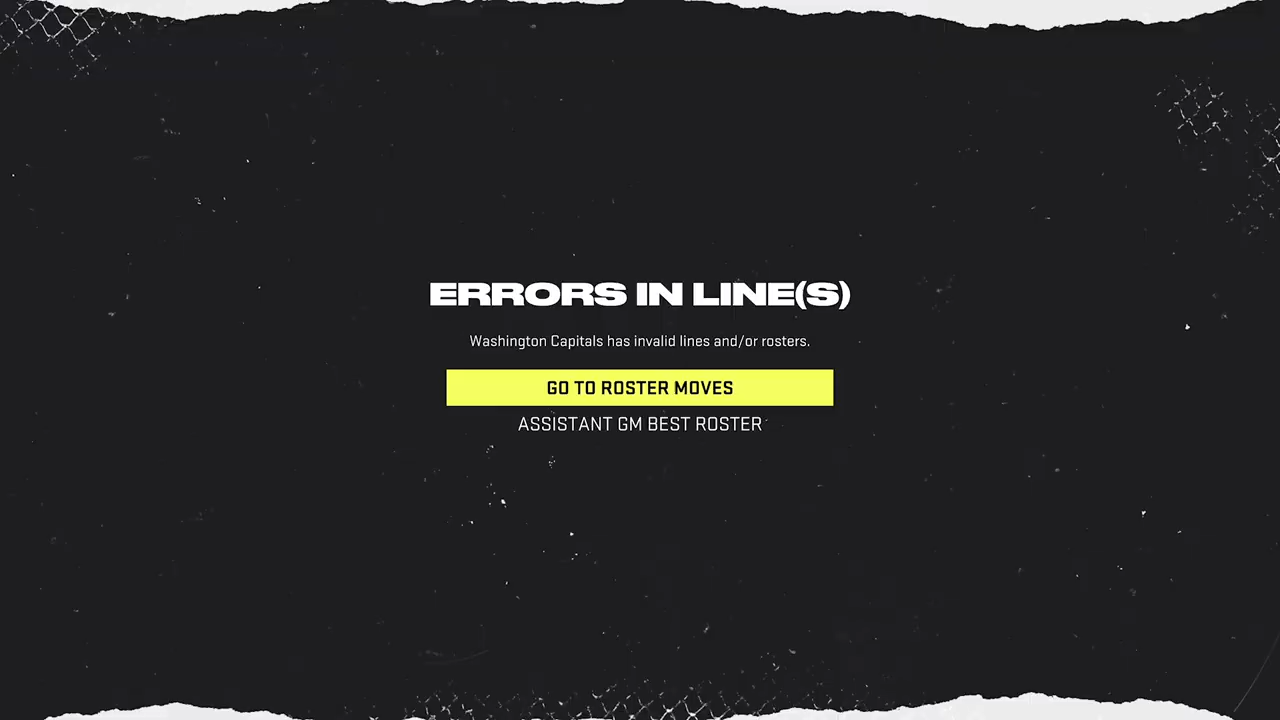 ERRORS IN LINE(S)
Washington Capitals has invalid lines and/or rosters.
GO TO ROSTER MOVES
ASSISTANT GM BEST ROSTER